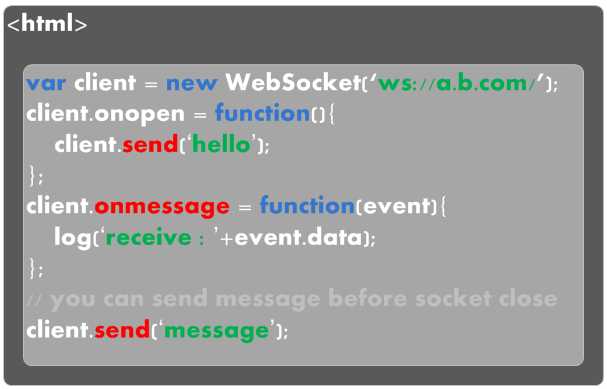 <html>
var client = new WebSocket(‘ws://a.b.com/’);
client.onopen = function(){
client.send(‘hello’);
};
client.onmessage = function(event){
log(‘receive : ’+event.data);
};
// you can send message before socket close
client.send(‘message’);